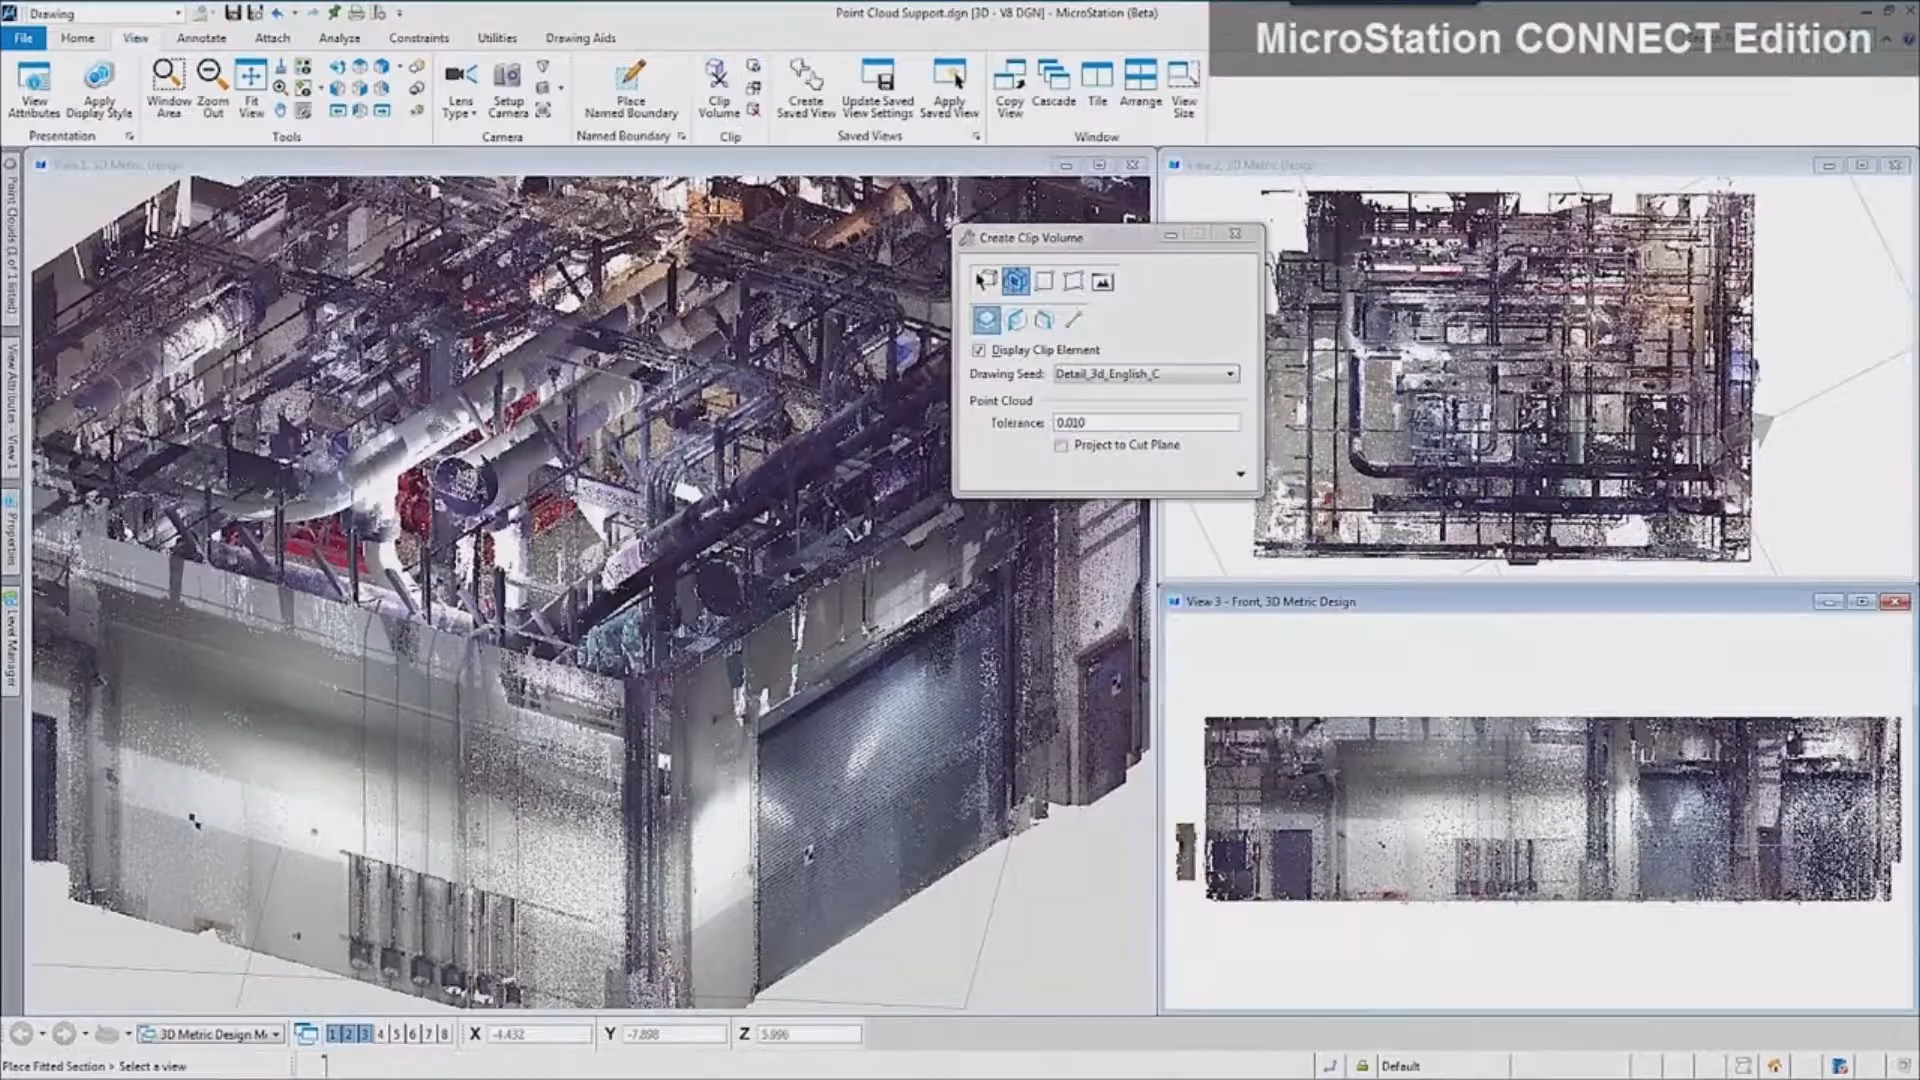 Drawing
Point Cloud Support.dgn [3D - V8 DGN] - MicroStation (Beta)
MicroStation CONNECT Edition
File Home View Annotate Attach Analyze Constraints Utilities Drawing Aids
View Attributes
Apply Display Style
Window Area
Zoom Out
Fit View
Lens Type
Setup Camera
Place Named Boundary
Clip Volume
Create Saved View
Update Saved View Settings
Apply Saved View
Copy View
Cascade
Tile
Arrange
View Size
Presentation Tools Camera Named Boundary Clip Saved Views Window
View 1, 3D Metric Design
View 2, 3D Metric Design
Point Clouds (1 of 1 listed)
View Attributes - View 1
Properties
Level Manager
Create Clip Volume
Display Clip Element
Drawing Seed: Detail_3d_English_C
Point Cloud
Tolerance: 0.010
Project to Cut Plane
View 3 - Front, 3D Metric Design
3D Metric Design M 1 2 3 4 5 6 7 8 X -4.432 Y -7.898 Z 5.996
Place Fitted Section > Select a view
Default